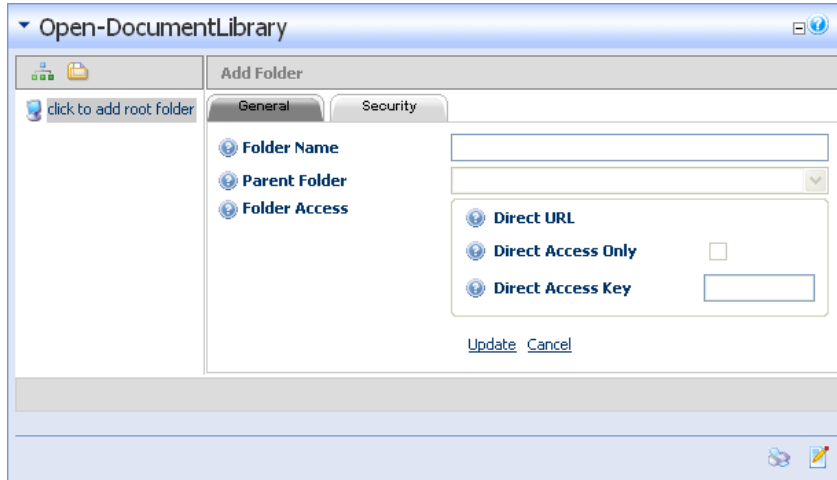 Open-DocumentLibrary
Add Folder
click to add root folder
General Security
Folder Name
Parent Folder
Folder Access
Direct URL
Direct Access Only
Direct Access Key
Update Cancel